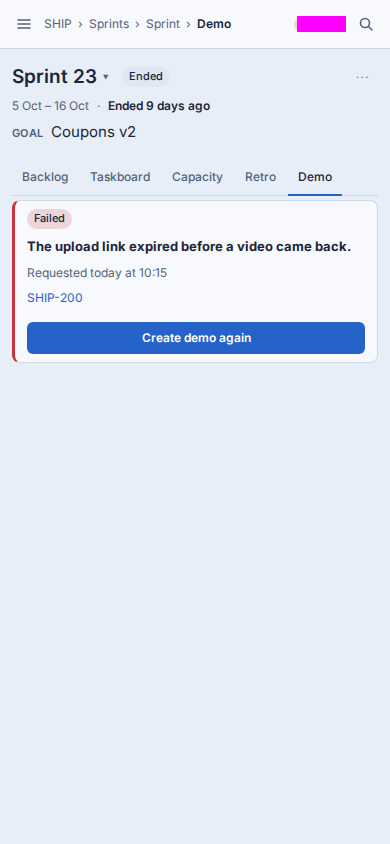 SHIP › Sprints › Sprint › Demo
Sprint 23 ▾ Ended ...
5 Oct – 16 Oct · Ended 9 days ago
GOAL Coupons v2
Backlog Taskboard Capacity Retro Demo
Failed
The upload link expired before a video came back.
Requested today at 10:15
SHIP-200
Create demo again